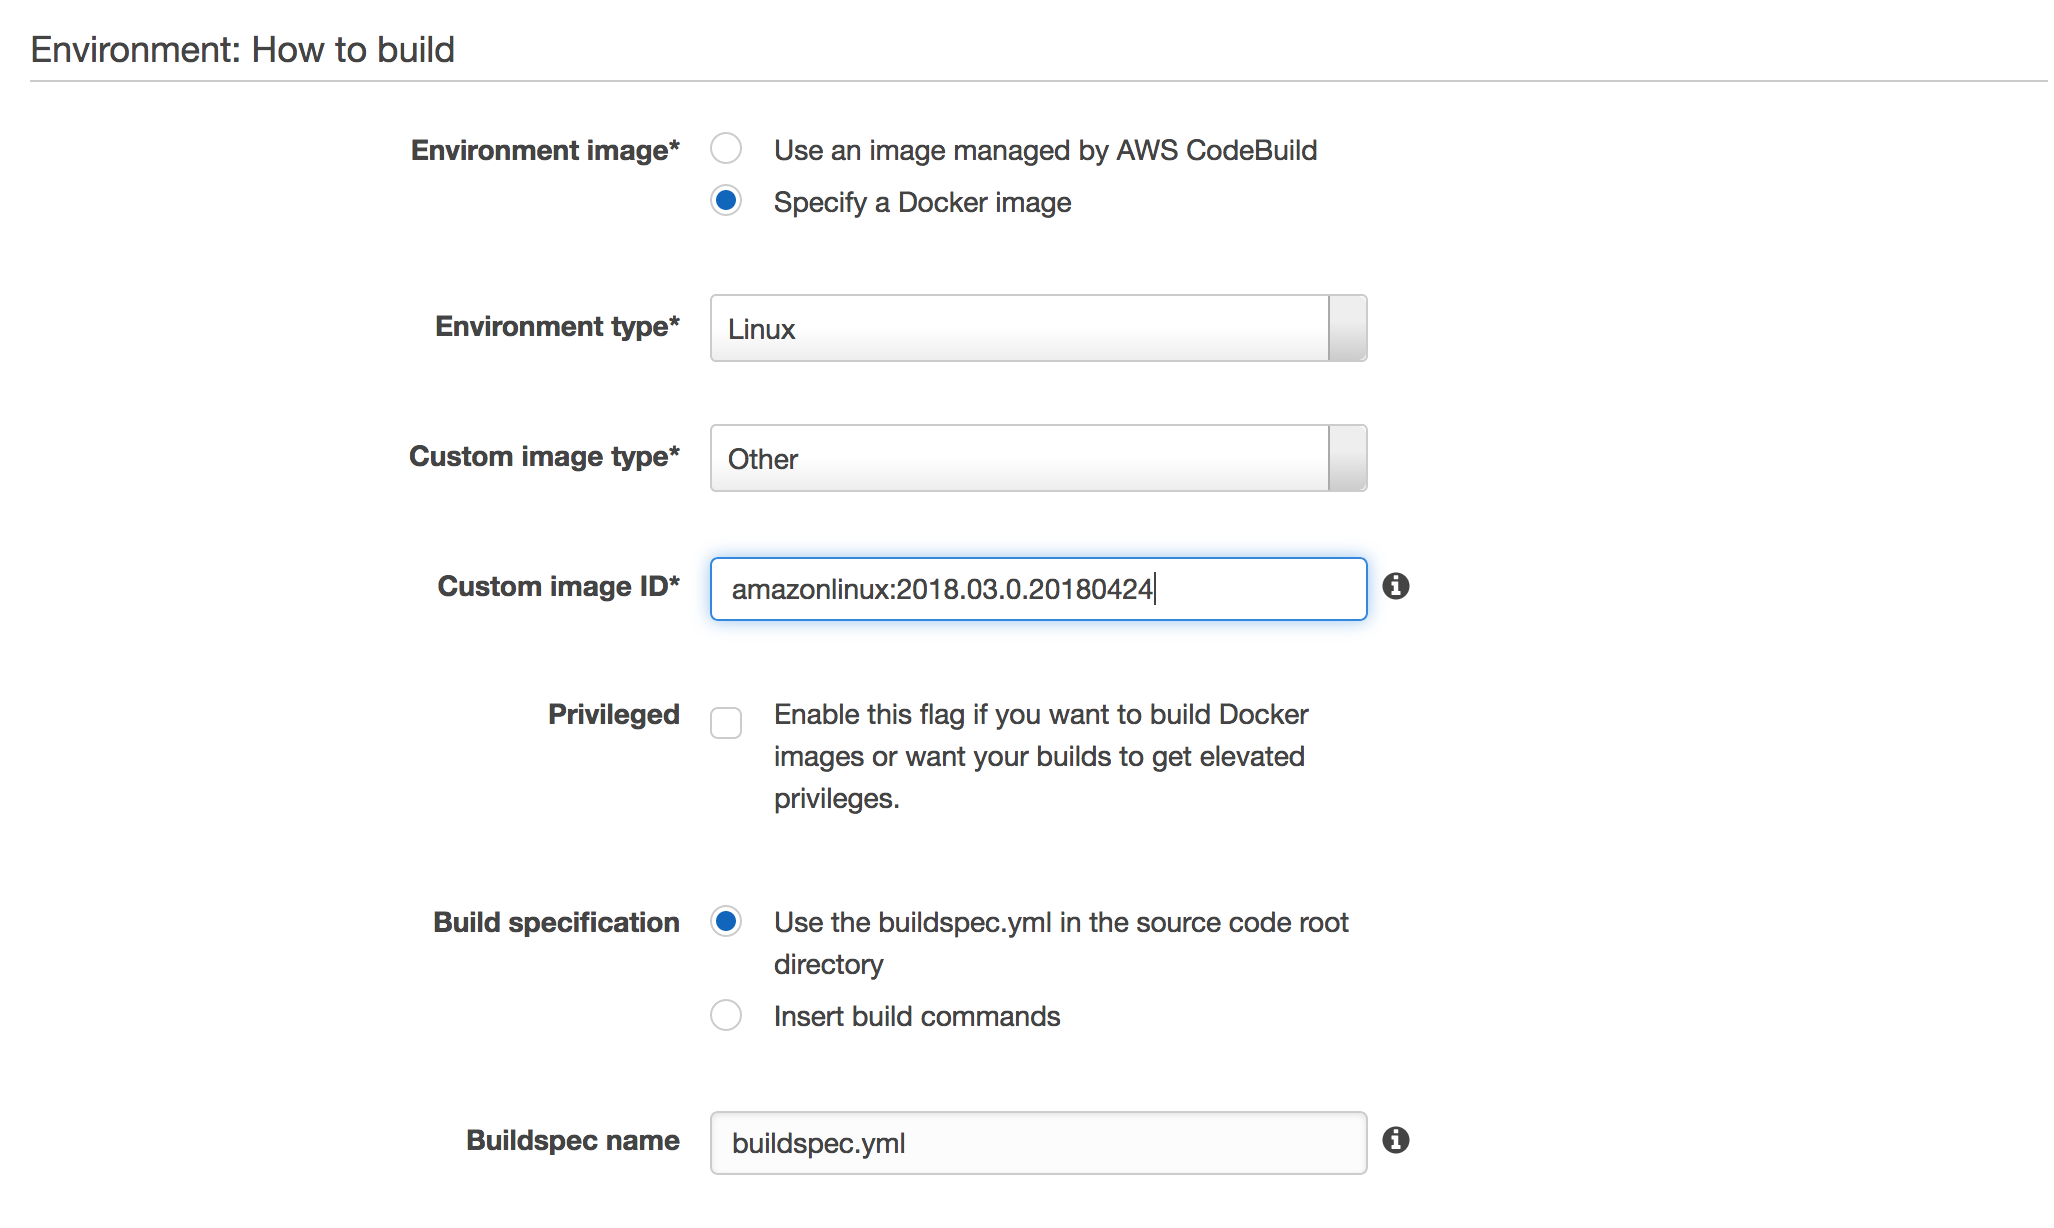 Environment: How to build
Environment image*
Use an image managed by AWS CodeBuild
Specify a Docker image
Environment type*
Linux
Custom image type*
Other
Custom image ID*
amazonlinux:2018.03.0.20180424
Privileged
Enable this flag if you want to build Docker
images or want your builds to get elevated
privileges.
Build specification
Use the buildspec.yml in the source code root
directory
Insert build commands
Buildspec name
buildspec.yml